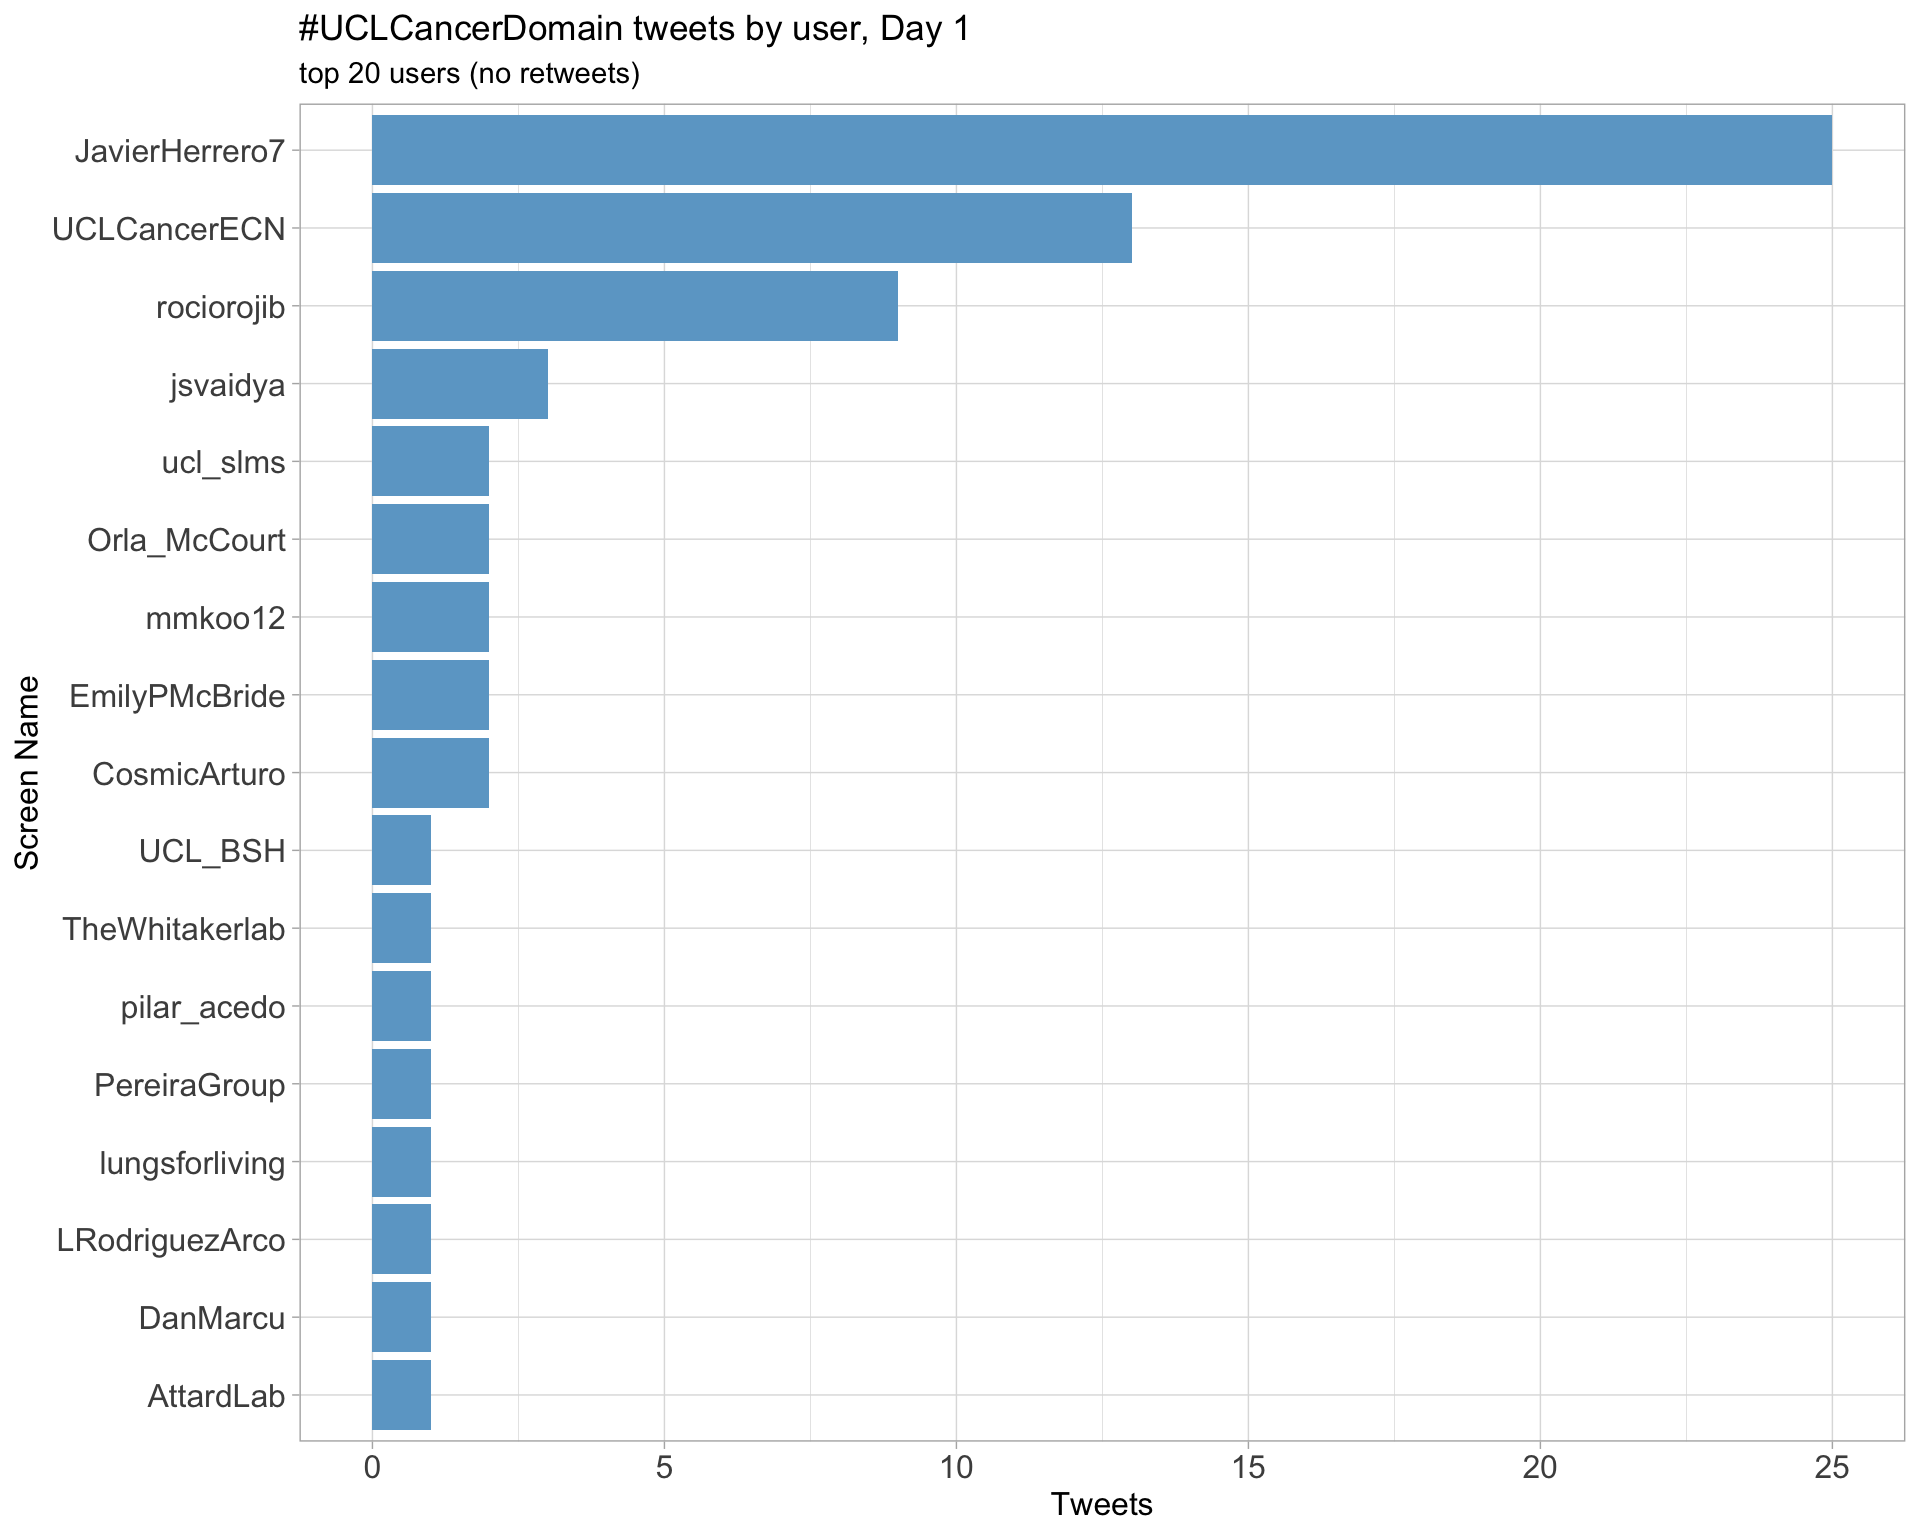 #UCLCancerDomain tweets by user, Day 1
top 20 users (no retweets)
JavierHerrero7
UCLCancerECN
rociorojib
jsvaidya
ucl_slms
Orla_McCourt
mmkoo12
EmilyPMcBride
CosmicArturo
UCL_BSH
TheWhitakerlab
pilar_acedo
PereiraGroup
lungsforliving
LRodriguezArco
DanMarcu
AttardLab
Screen Name
0 5 10 15 20 25
Tweets